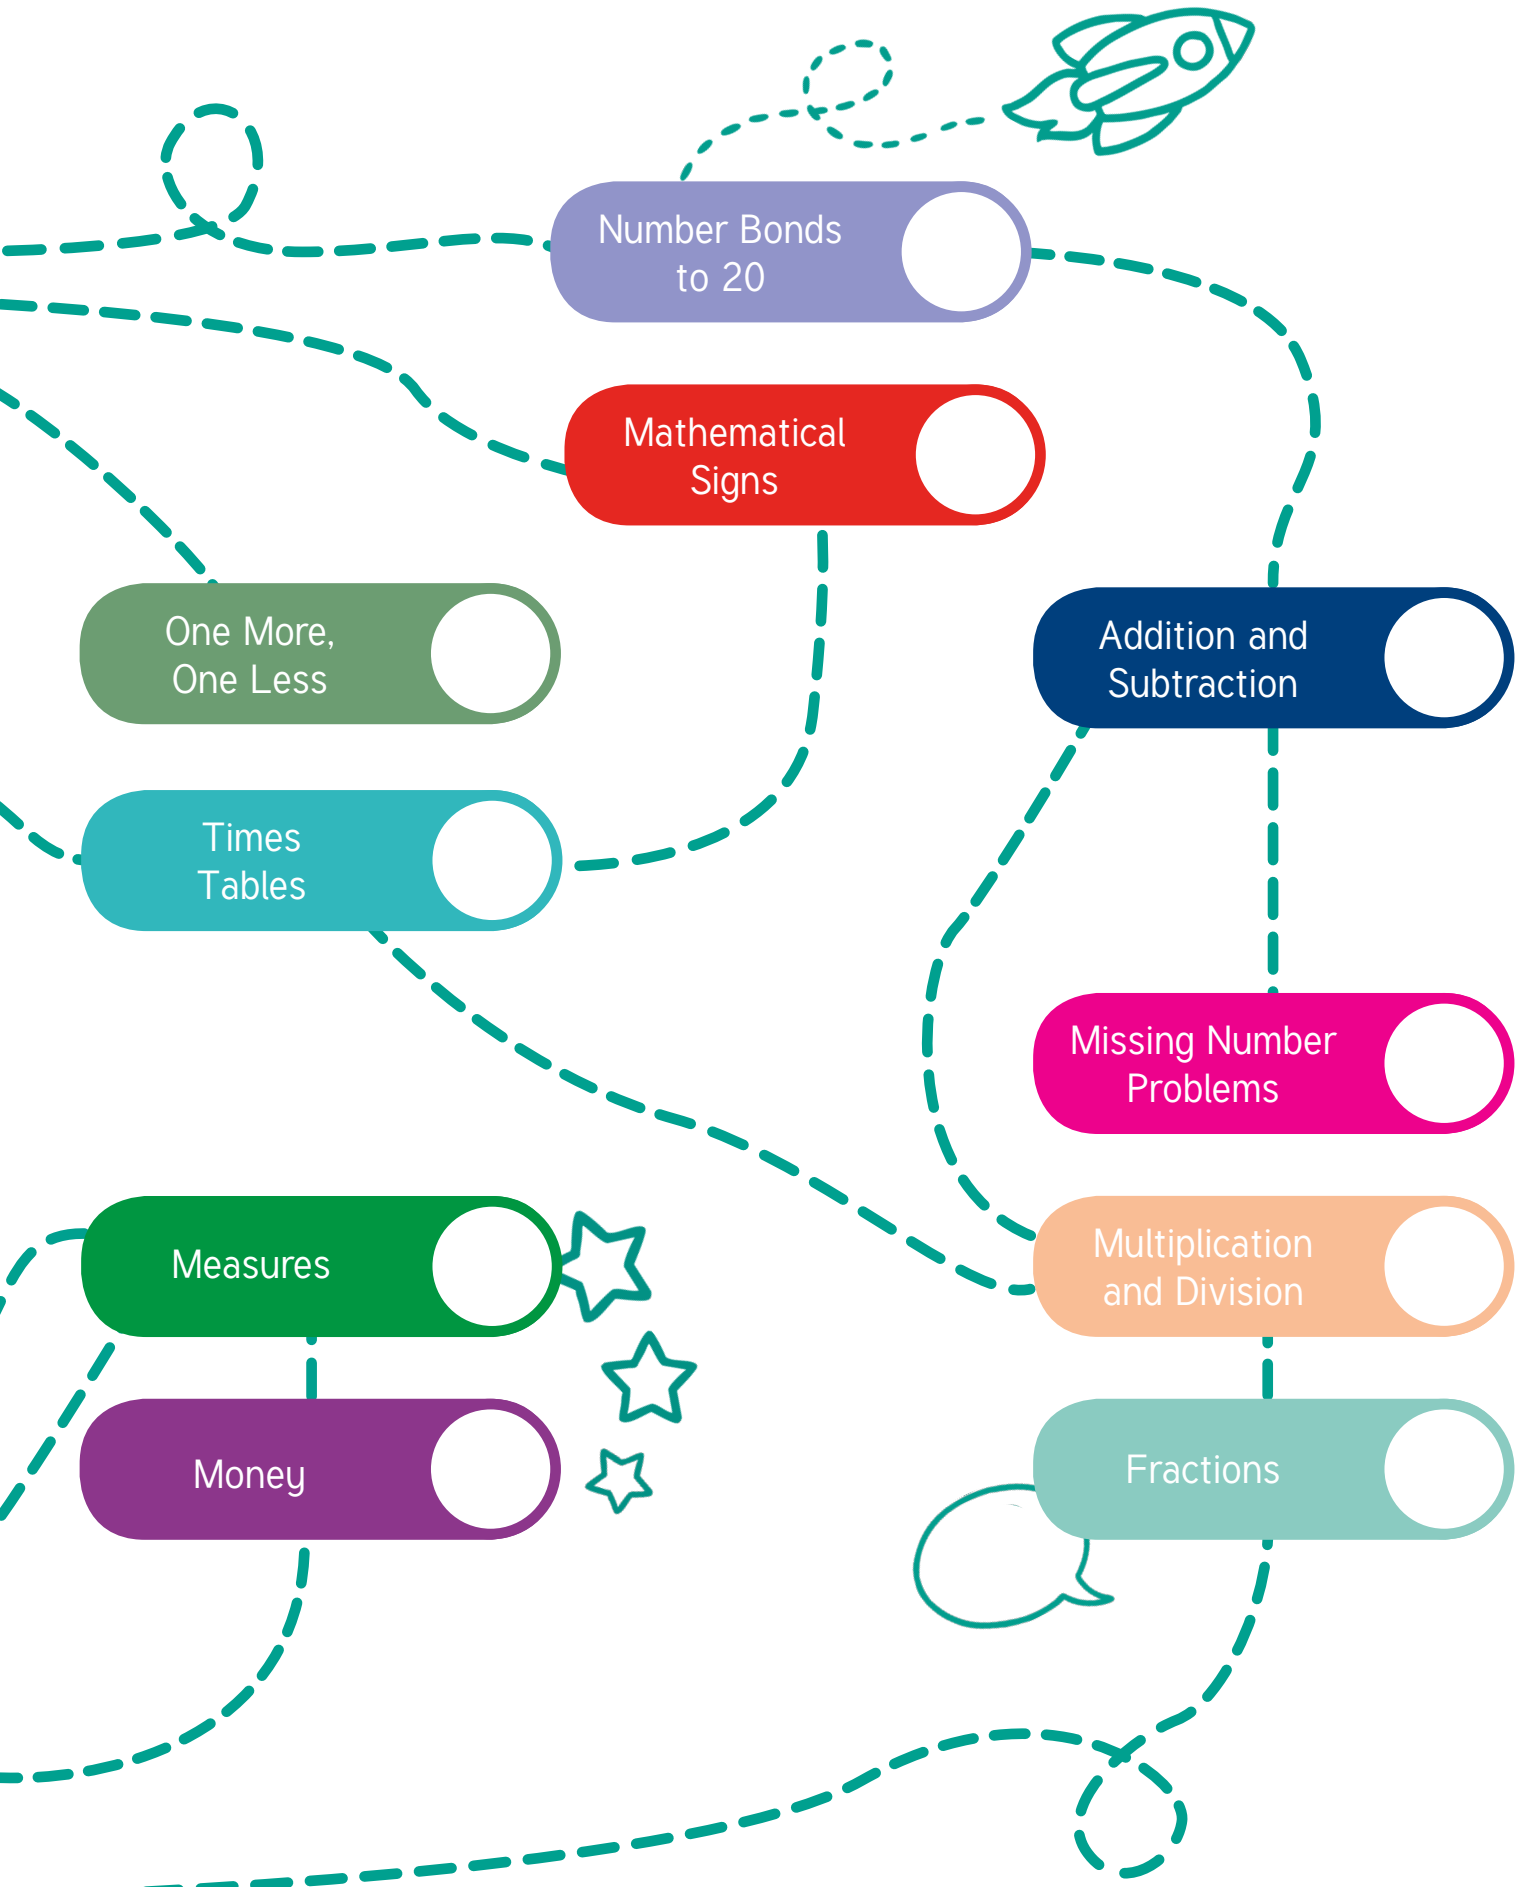 Number Bonds
to 20
Mathematical
Signs
One More,
One Less
Addition and
Subtraction
Times
Tables
Missing Number
Problems
Measures
Multiplication
and Division
Money
Fractions